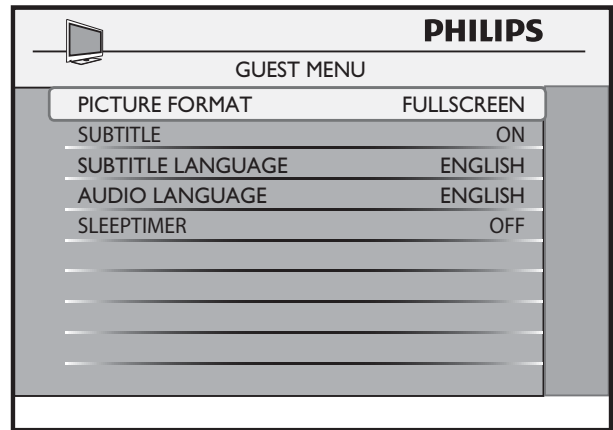 PHILIPS
GUEST MENU
PICTURE FORMAT FULLSCREEN
SUBTITLE ON
SUBTITLE LANGUAGE ENGLISH
AUDIO LANGUAGE ENGLISH
SLEEPTIMER OFF